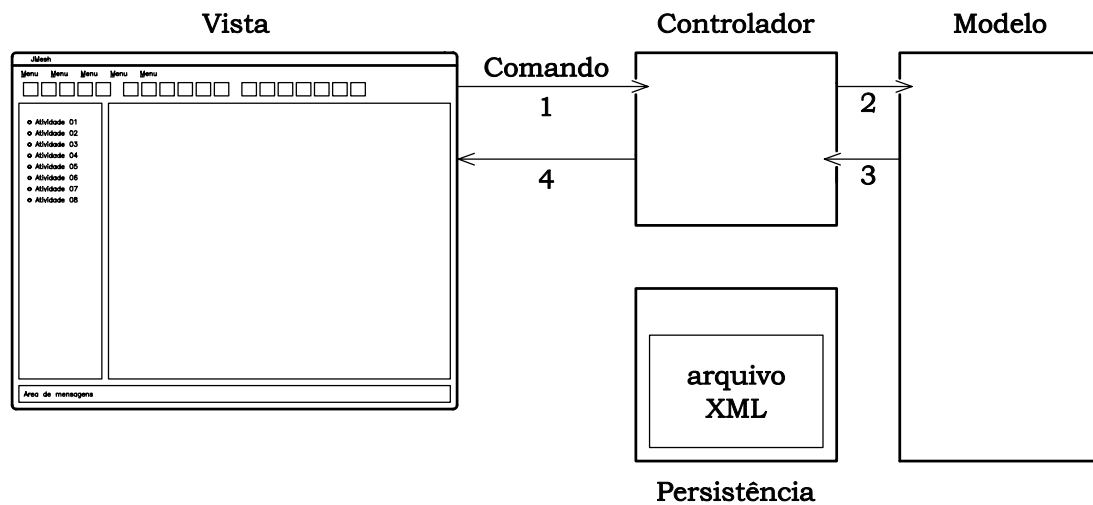 Vista
Controlador
Modelo
JMesh
Menu Menu Menu Menu Menu
Comando
1
2
Atividade 01
Atividade 02
Atividade 03
Atividade 04
Atividade 05
Atividade 06
Atividade 07
Atividade 08
4
3
arquivo
XML
Area de mensagens
Persistência